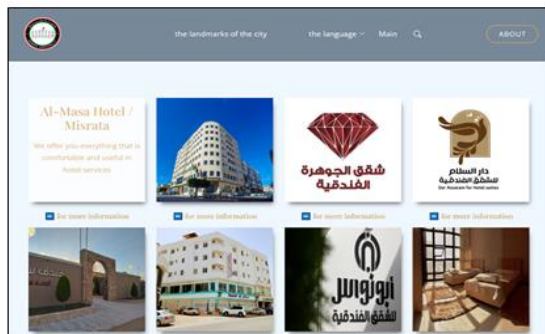 the landmarks of the city
the language
Main
ABOUT
Al-Masa Hotel /
Misrata
We offer you everything that is
comfortable and useful in
hotel services
شقق الجوهرة
الفندقية
دار السلام
للشقق الفندقية
Dar Assalam for Hotel suites
for more information
for more information
for more information
for more information
أبونواس
للشقق الفندقية